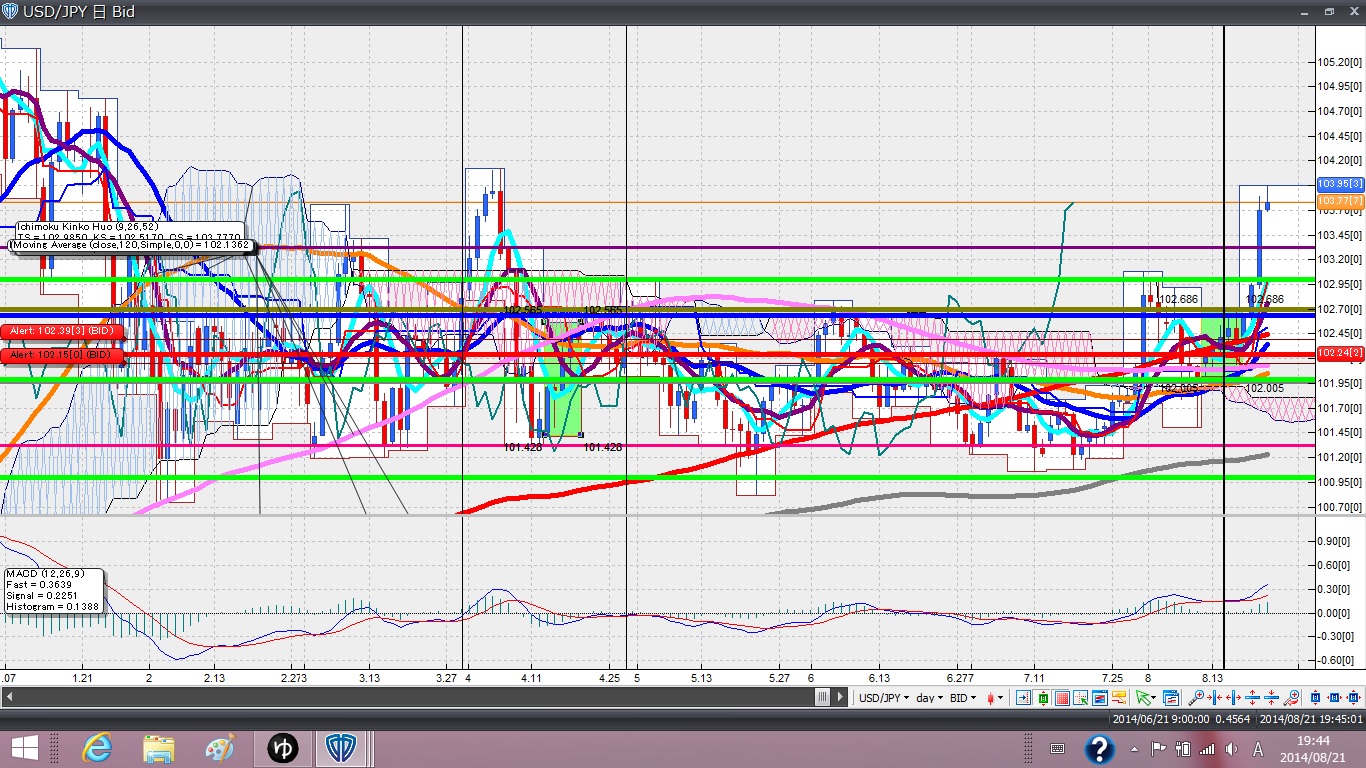 USD/JPY 日 Bid
105.20[0]
104.95[0]
104.70[0]
104.45[0]
104.20[0]
103.95[3]
103.77[7]
103.70[0]
103.45[0]
103.20[0]
102.95[0]
102.70[0]
102.45[0]
102.24[2]
101.95[0]
101.70[0]
101.45[0]
101.20[0]
100.95[0]
100.70[0]
Ichimoku Kinko Huo (9,26,52)
TS = 102.9850 KS = 102.5170 CS = 103.7770
Moving Average (close,120,Simple,0,0) = 102.1362
Alert: 102.39[3] (BID)
Alert: 102.15[0] (BID)
102.565 102.565
101.428 101.428
102.686 102.686
102.005 102.005
MACD (12,26,9)
Fast = 0.3639
Signal = 0.2251
Histogram = 0.1388
0.90[0]
0.60[0]
0.30[0]
0.00[0]
-0.30[0]
-0.60[0]
.07 1.21 2 2.13 2.273 3.13 3.27 4 4.11 4.25 5 5.13 5.27 6 6.13 6.277 7.11 7.25 8 8.13
USD/JPY day BID
2014/06/21 9:00:00 0.4564 2014/08/21 19:45:01
ゆ
A
19:44
2014/08/21